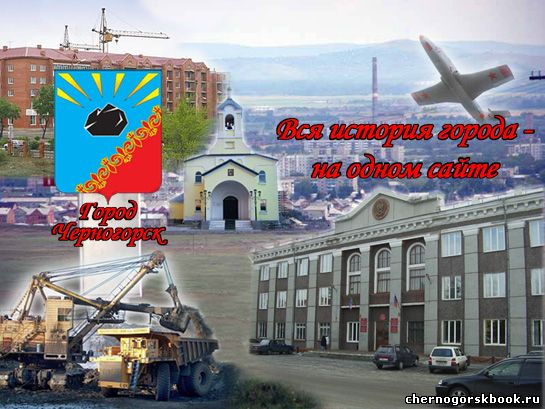 Вся история города -
на одном сайте
Город
Черногорск
chernogorskbook.ru